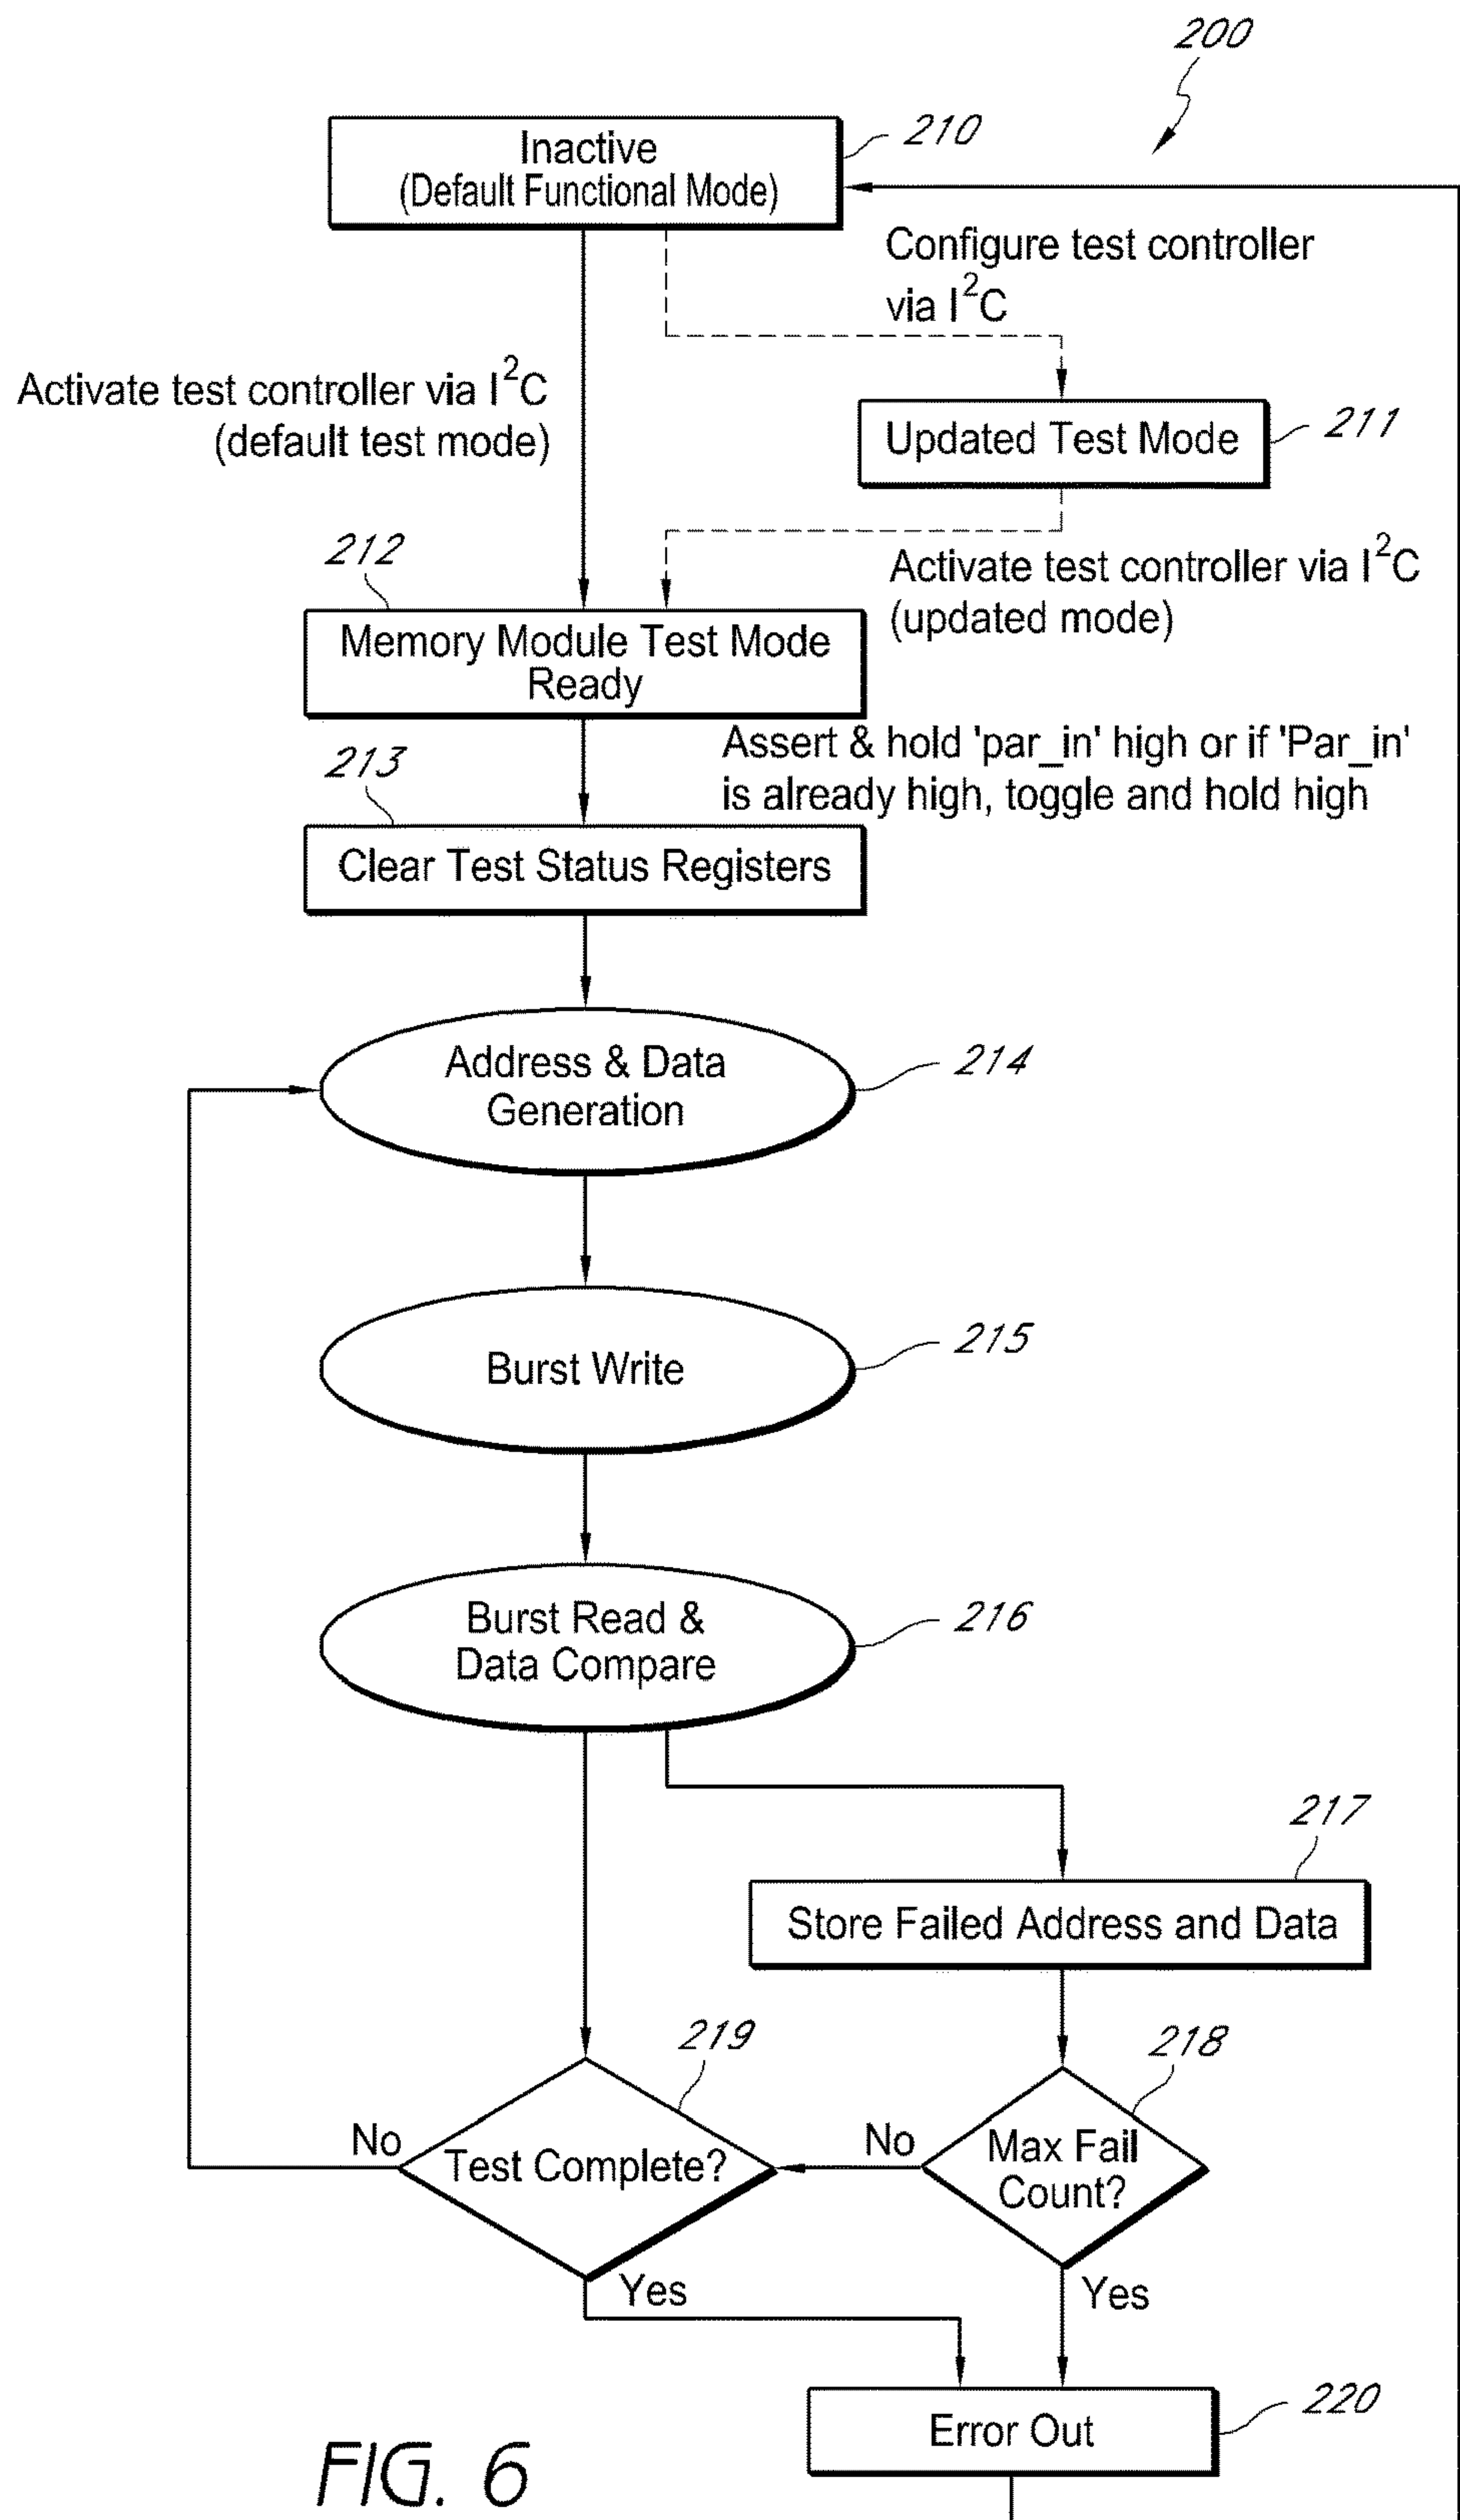 200
Inactive
210
(Default Functional Mode)
Configure test controller
via I²C
Activate test controller via I²C
(default test mode)
Updated Test Mode
211
212
Activate test controller via I²C
(updated mode)
Memory Module Test Mode
Ready
213
Assert & hold 'par_in' high or if 'Par_in'
is already high, toggle and hold high
Clear Test Status Registers
Address & Data
Generation
214
Burst Write
215
Burst Read &
Data Compare
216
217
Store Failed Address and Data
219
218
No
Test Complete?
No
Max Fail
Count?
Yes
Yes
Error Out
220
FIG. 6